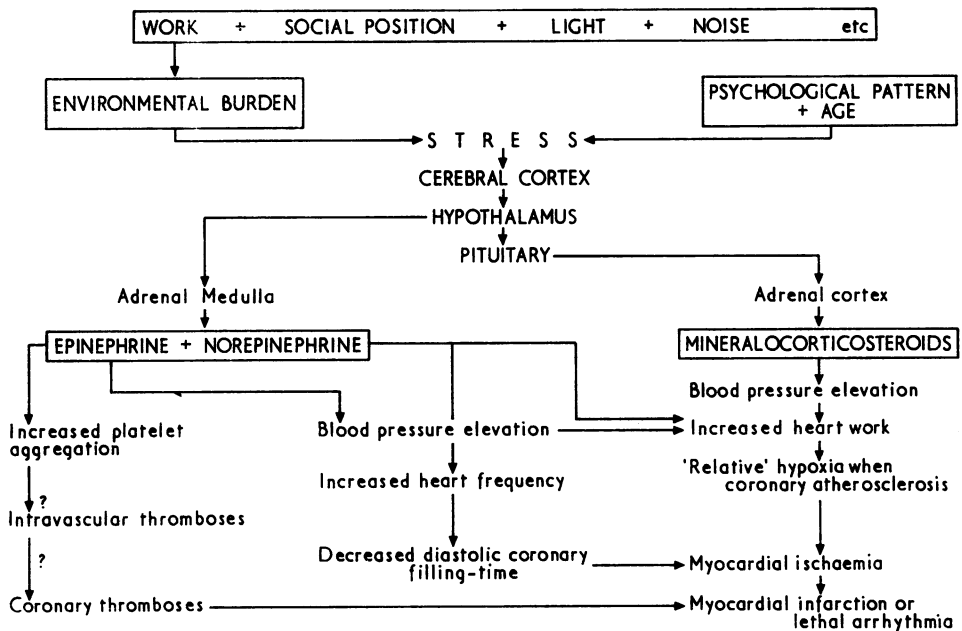 WORK + SOCIAL POSITION + LIGHT + NOISE etc
ENVIRONMENTAL BURDEN
PSYCHOLOGICAL PATTERN
+ AGE
STRESS
CEREBRAL CORTEX
HYPOTHALAMUS
PITUITARY
Adrenal Medulla
Adrenal cortex
EPINEPHRINE + NOREPINEPHRINE
MINERALOCORTICOSTEROIDS
Blood pressure elevation
Increased platelet
aggregation
Blood pressure elevation
Increased heart work
'Relative' hypoxia when
coronary atherosclerosis
Increased heart frequency
?
Intravascular thromboses
?
Decreased diastolic coronary
filling-time
Myocardial ischaemia
Coronary thromboses
Myocardial infarction or
lethal arrhythmia